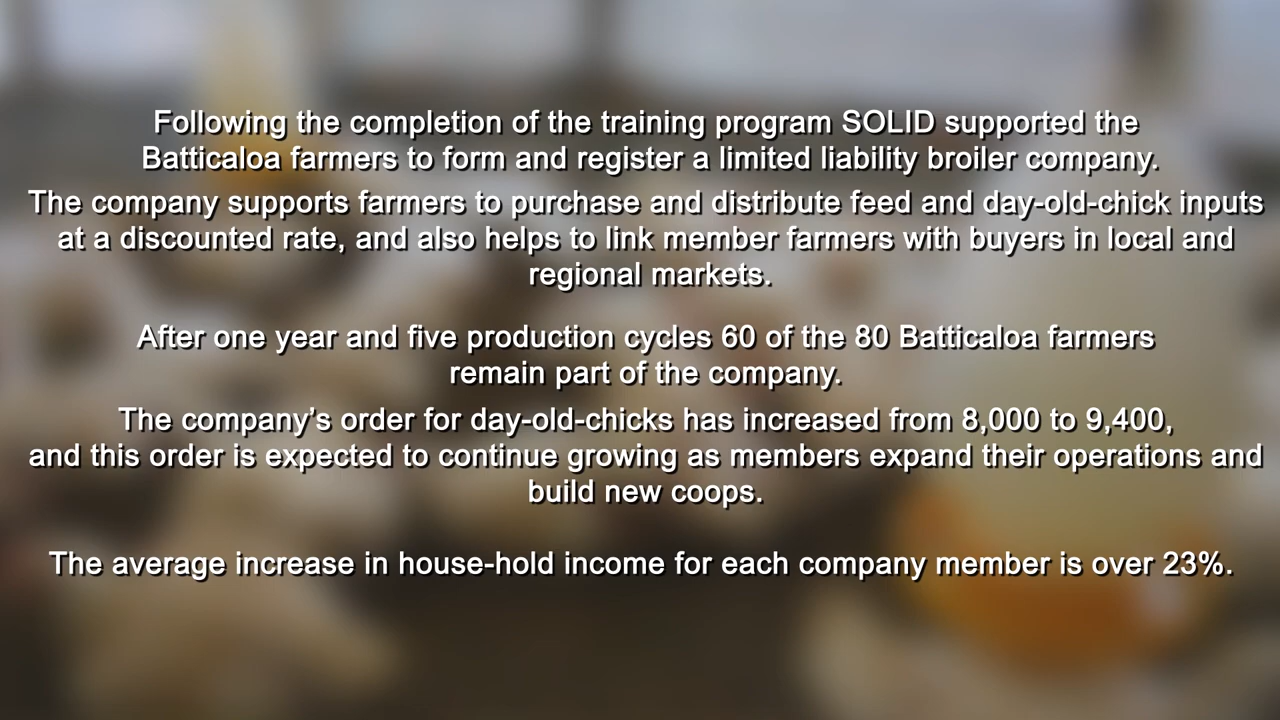 Following the completion of the training program SOLID supported the
Batticaloa farmers to form and register a limited liability broiler company.
The company supports farmers to purchase and distribute feed and day-old-chick inputs
at a discounted rate, and also helps to link member farmers with buyers in local and
regional markets.
After one year and five production cycles 60 of the 80 Batticaloa farmers
remain part of the company.
The company’s order for day-old-chicks has increased from 8,000 to 9,400,
and this order is expected to continue growing as members expand their operations and
build new coops.
The average increase in house-hold income for each company member is over 23%.